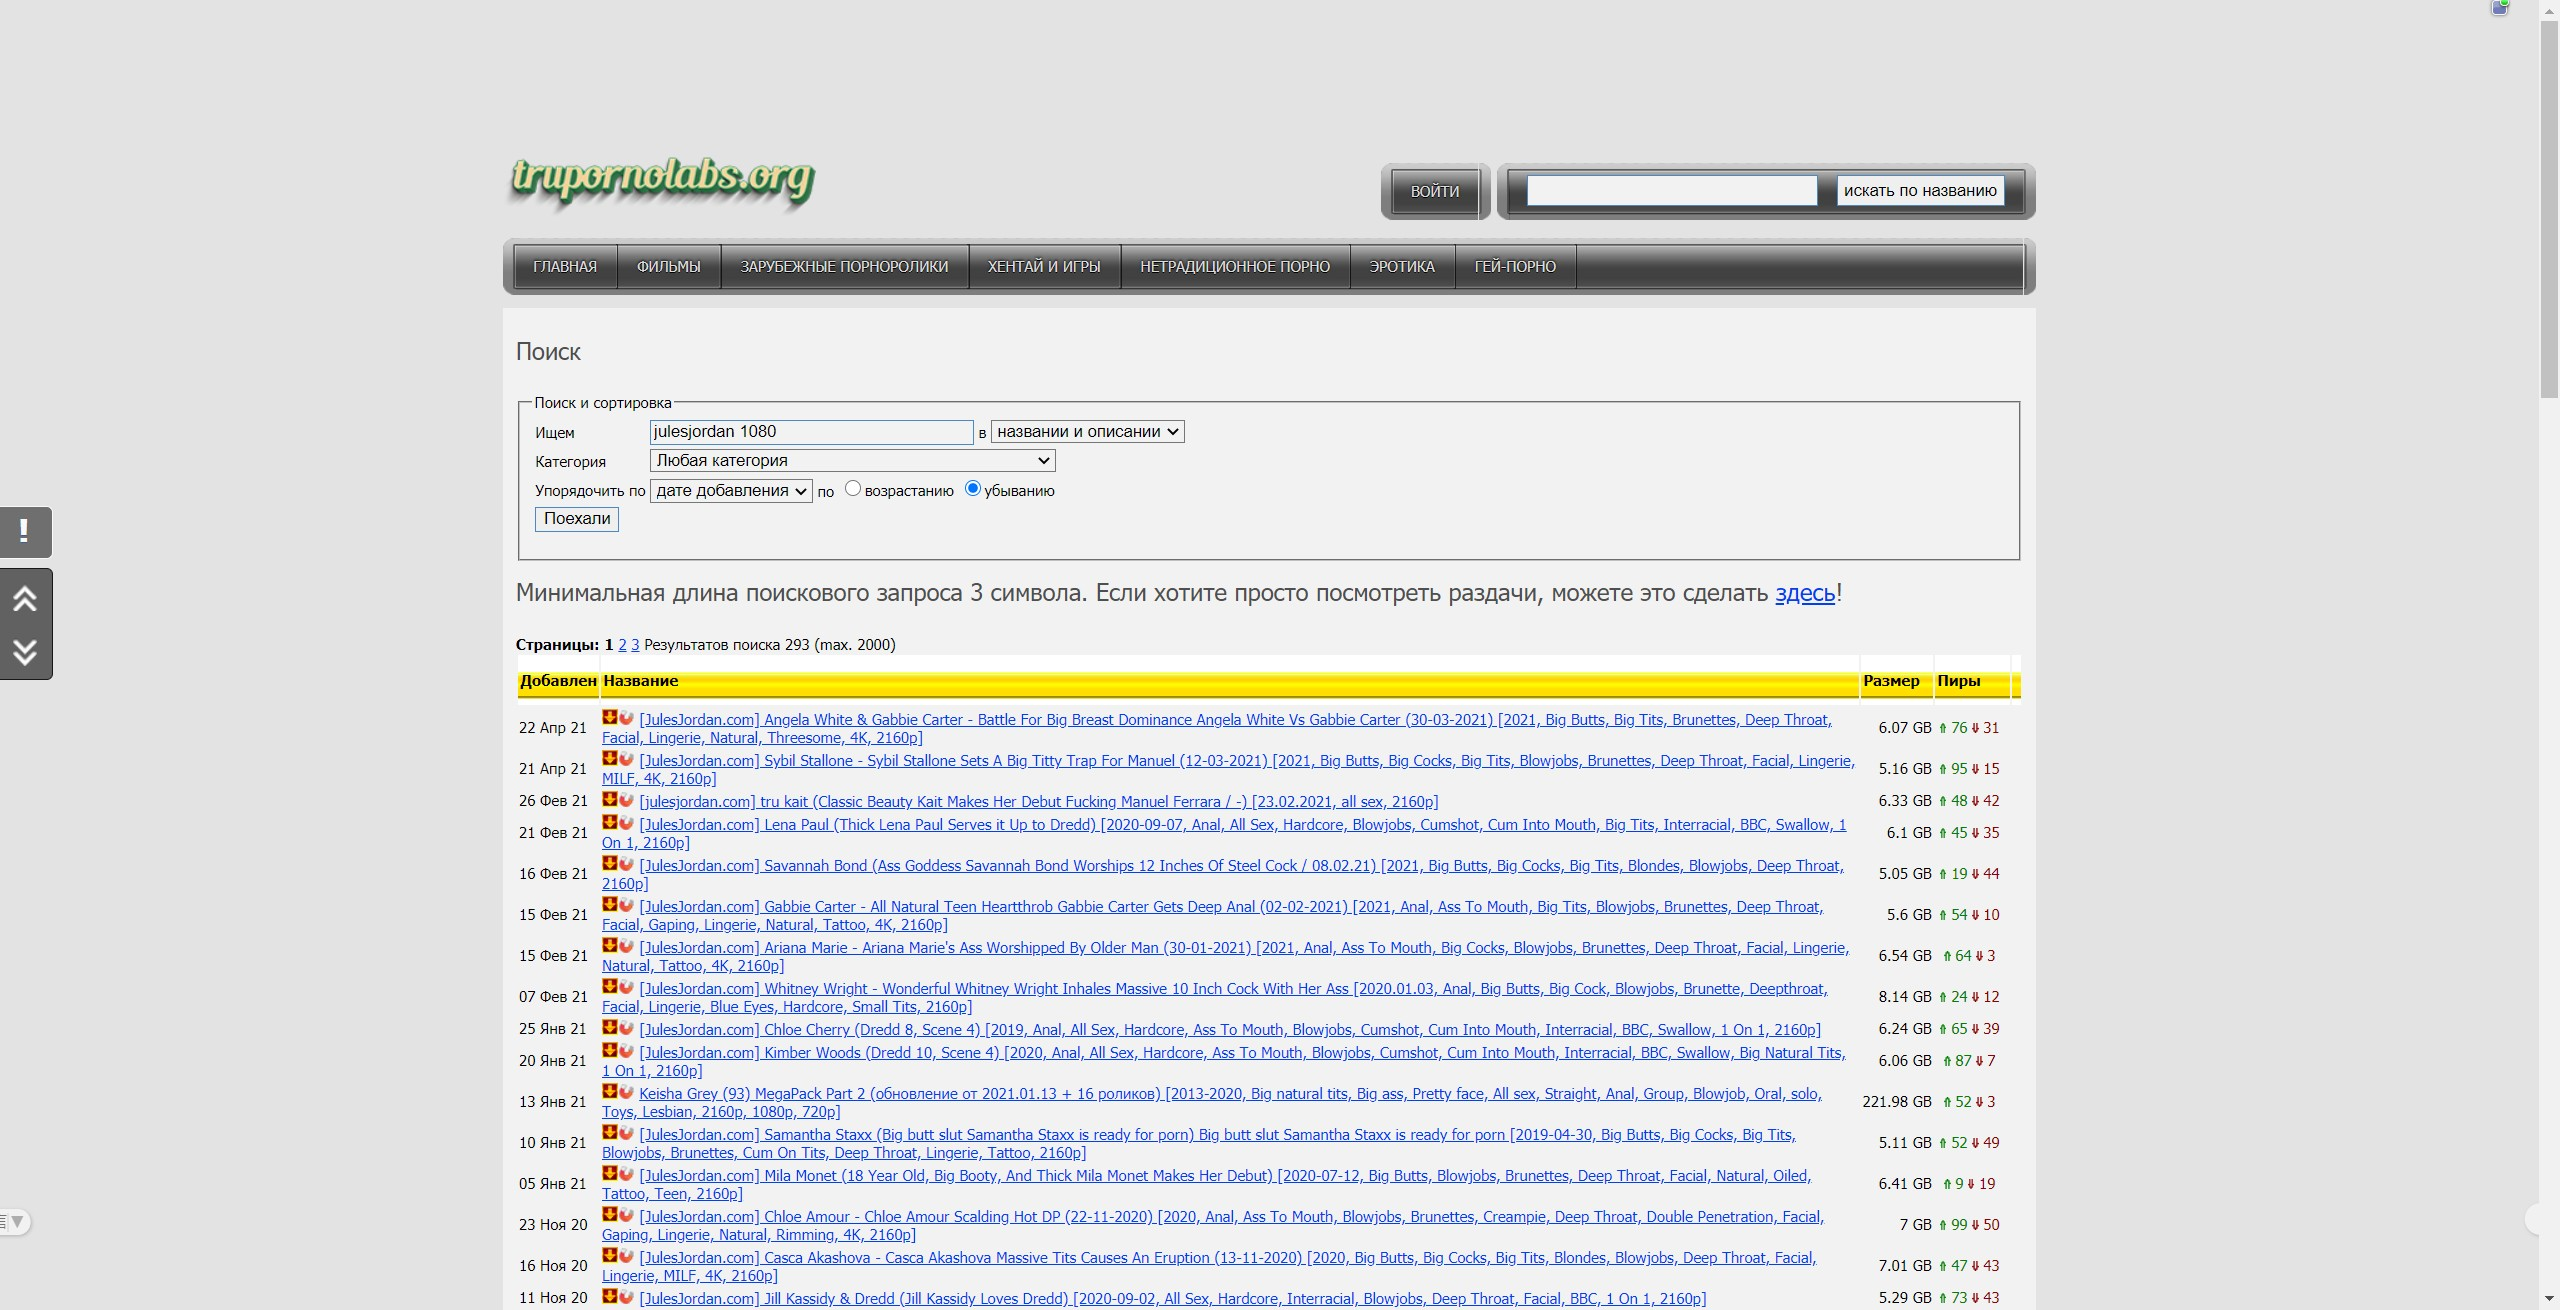 trupornolabs.org
ВОЙТИ
искать по названию
ГЛАВНАЯ ФИЛЬМЫ ЗАРУБЕЖНЫЕ ПОРНОРОЛИКИ ХЕНТАЙ И ИГРЫ НЕТРАДИЦИОННОЕ ПОРНО ЭРОТИКА ГЕЙ-ПОРНО
Поиск
Поиск и сортировка
Ищем julesjordan 1080 в названии и описании
Категория Любая категория
Упорядочить по дате добавления по возрастанию убыванию
Поехали
Минимальная длина поискового запроса 3 символа. Если хотите просто посмотреть раздачи, можете это сделать здесь!
Страницы: 1 2 3 Результатов поиска 293 (max. 2000)
Добавлен Название Размер Пиры
22 Апр 21 [JulesJordan.com] Angela White & Gabbie Carter - Battle For Big Breast Dominance Angela White Vs Gabbie Carter (30-03-2021) [2021, Big Butts, Big Tits, Brunettes, Deep Throat,
Facial, Lingerie, Natural, Threesome, 4K, 2160p] 6.07 GB 76 31
21 Апр 21 [JulesJordan.com] Sybil Stallone - Sybil Stallone Sets A Big Titty Trap For Manuel (12-03-2021) [2021, Big Butts, Big Cocks, Big Tits, Blowjobs, Brunettes, Deep Throat, Facial, Lingerie,
MILF, 4K, 2160p] 5.16 GB 95 15
26 Фев 21 [julesjordan.com] tru kait (Classic Beauty Kait Makes Her Debut Fucking Manuel Ferrara / -) [23.02.2021, all sex, 2160p] 6.33 GB 48 42
21 Фев 21 [JulesJordan.com] Lena Paul (Thick Lena Paul Serves it Up to Dredd) [2020-09-07, Anal, All Sex, Hardcore, Blowjobs, Cumshot, Cum Into Mouth, Big Tits, Interracial, BBC, Swallow, 1
On 1, 2160p] 6.1 GB 45 35
16 Фев 21 [JulesJordan.com] Savannah Bond (Ass Goddess Savannah Bond Worships 12 Inches Of Steel Cock / 08.02.21) [2021, Big Butts, Big Cocks, Big Tits, Blondes, Blowjobs, Deep Throat,
2160p] 5.05 GB 19 44
15 Фев 21 [JulesJordan.com] Gabbie Carter - All Natural Teen Heartthrob Gabbie Carter Gets Deep Anal (02-02-2021) [2021, Anal, Ass To Mouth, Big Tits, Blowjobs, Brunettes, Deep Throat,
Facial, Gaping, Lingerie, Natural, Tattoo, 4K, 2160p] 5.6 GB 54 10
15 Фев 21 [JulesJordan.com] Ariana Marie - Ariana Marie's Ass Worshipped By Older Man (30-01-2021) [2021, Anal, Ass To Mouth, Big Cocks, Blowjobs, Brunettes, Deep Throat, Facial, Lingerie,
Natural, Tattoo, 4K, 2160p] 6.54 GB 64 3
07 Фев 21 [JulesJordan.com] Whitney Wright - Wonderful Whitney Wright Inhales Massive 10 Inch Cock With Her Ass [2020.01.03, Anal, Big Butts, Big Cock, Blowjobs, Brunette, Deepthroat,
Facial, Lingerie, Blue Eyes, Hardcore, Small Tits, 2160p] 8.14 GB 24 12
25 Янв 21 [JulesJordan.com] Chloe Cherry (Dredd 8, Scene 4) [2019, Anal, All Sex, Hardcore, Ass To Mouth, Blowjobs, Cumshot, Cum Into Mouth, Interracial, BBC, Swallow, 1 On 1, 2160p] 6.24 GB 65 39
20 Янв 21 [JulesJordan.com] Kimber Woods (Dredd 10, Scene 4) [2020, Anal, All Sex, Hardcore, Ass To Mouth, Blowjobs, Cumshot, Cum Into Mouth, Interracial, BBC, Swallow, Big Natural Tits,
1 On 1, 2160p] 6.06 GB 87 7
13 Янв 21 Keisha Grey (93) MegaPack Part 2 (обновление от 2021.01.13 + 16 роликов) [2013-2020, Big natural tits, Big ass, Pretty face, All sex, Straight, Anal, Group, Blowjob, Oral, solo,
Toys, Lesbian, 2160p, 1080p, 720p] 221.98 GB 52 3
10 Янв 21 [JulesJordan.com] Samantha Staxx (Big butt slut Samantha Staxx is ready for porn) Big butt slut Samantha Staxx is ready for porn [2019-04-30, Big Butts, Big Cocks, Big Tits,
Blowjobs, Brunettes, Cum On Tits, Deep Throat, Lingerie, Tattoo, 2160p] 5.11 GB 52 49
05 Янв 21 [JulesJordan.com] Mila Monet (18 Year Old, Big Booty, And Thick Mila Monet Makes Her Debut) [2020-07-12, Big Butts, Blowjobs, Brunettes, Deep Throat, Facial, Natural, Oiled,
Tattoo, Teen, 2160p] 6.41 GB 9 19
23 Ноя 20 [JulesJordan.com] Chloe Amour - Chloe Amour Scalding Hot DP (22-11-2020) [2020, Anal, Ass To Mouth, Blowjobs, Brunettes, Creampie, Deep Throat, Double Penetration, Facial,
Gaping, Lingerie, Natural, Rimming, 4K, 2160p] 7 GB 99 50
16 Ноя 20 [JulesJordan.com] Casca Akashova - Casca Akashova Massive Tits Causes An Eruption (13-11-2020) [2020, Big Butts, Big Cocks, Big Tits, Blondes, Blowjobs, Deep Throat, Facial,
Lingerie, MILF, 4K, 2160p] 7.01 GB 47 43
11 Ноя 20 [JulesJordan.com] Jill Kassidy & Dredd (Jill Kassidy Loves Dredd) [2020-09-02, All Sex, Hardcore, Interracial, Blowjobs, Deep Throat, Facial, BBC, 1 On 1, 2160p] 5.29 GB 73 43